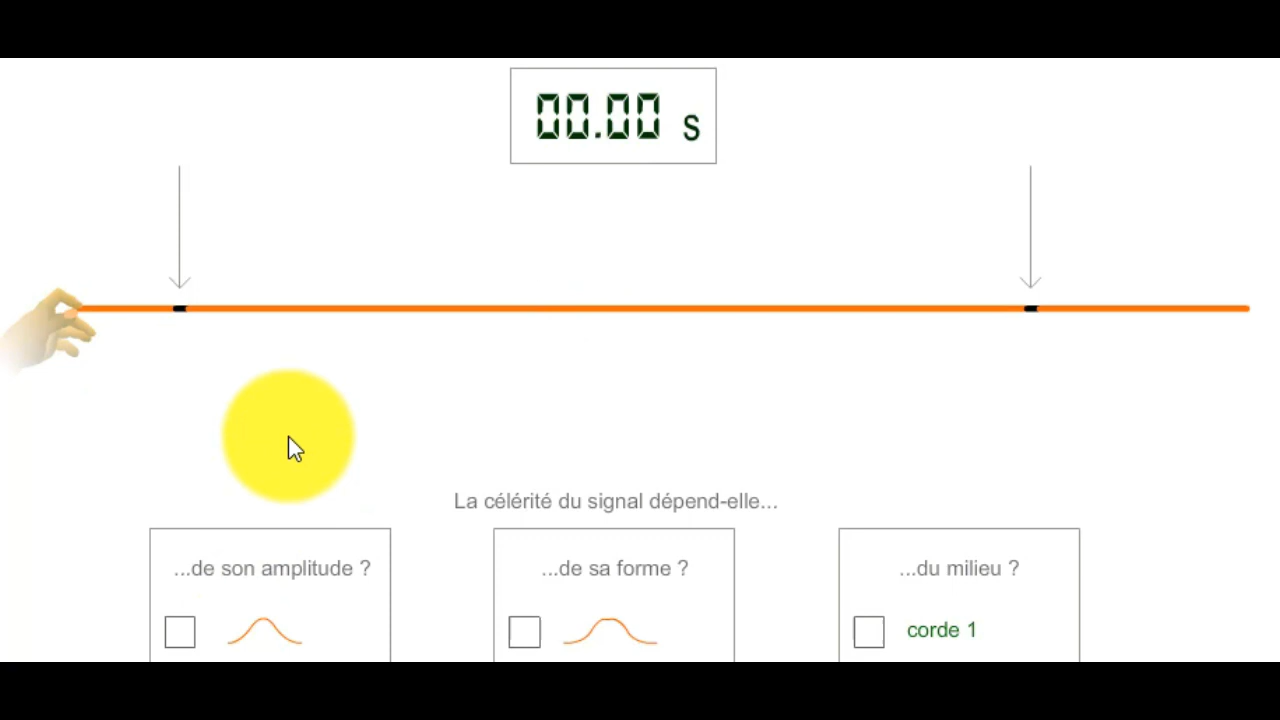 00.00 s
La célérité du signal dépend-elle...
...de son amplitude ?
...de sa forme ?
...du milieu ?
corde 1